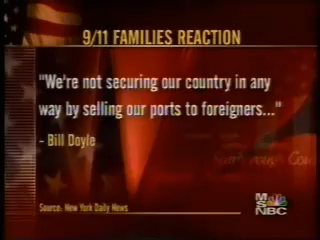 9/11 FAMILIES REACTION
"We're not securing our country in any
way by selling our ports to foreigners..."
- Bill Doyle
Source: New York Daily News
MSNBC